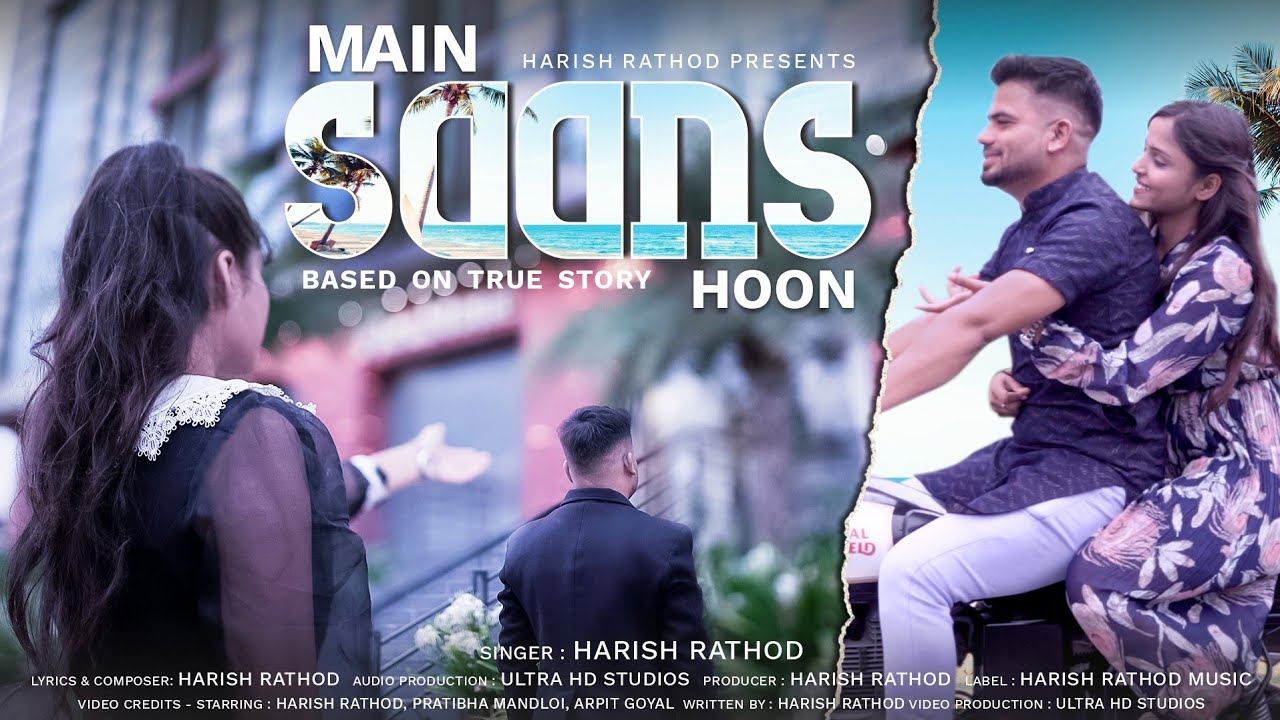 MAIN
HARISH RATHOD PRESENTS
saans
BASED ON TRUE STORY
HOON
SINGER : HARISH RATHOD
LYRICS & COMPOSER: HARISH RATHOD AUDIO PRODUCTION : ULTRA HD STUDIOS PRODUCER : HARISH RATHOD LABEL : HARISH RATHOD MUSIC
VIDEO CREDITS - STARRING : HARISH RATHOD, PRATIBHA MANDLOI, ARPIT GOYAL WRITTEN BY : HARISH RATHOD VIDEO PRODUCTION : ULTRA HD STUDIOS